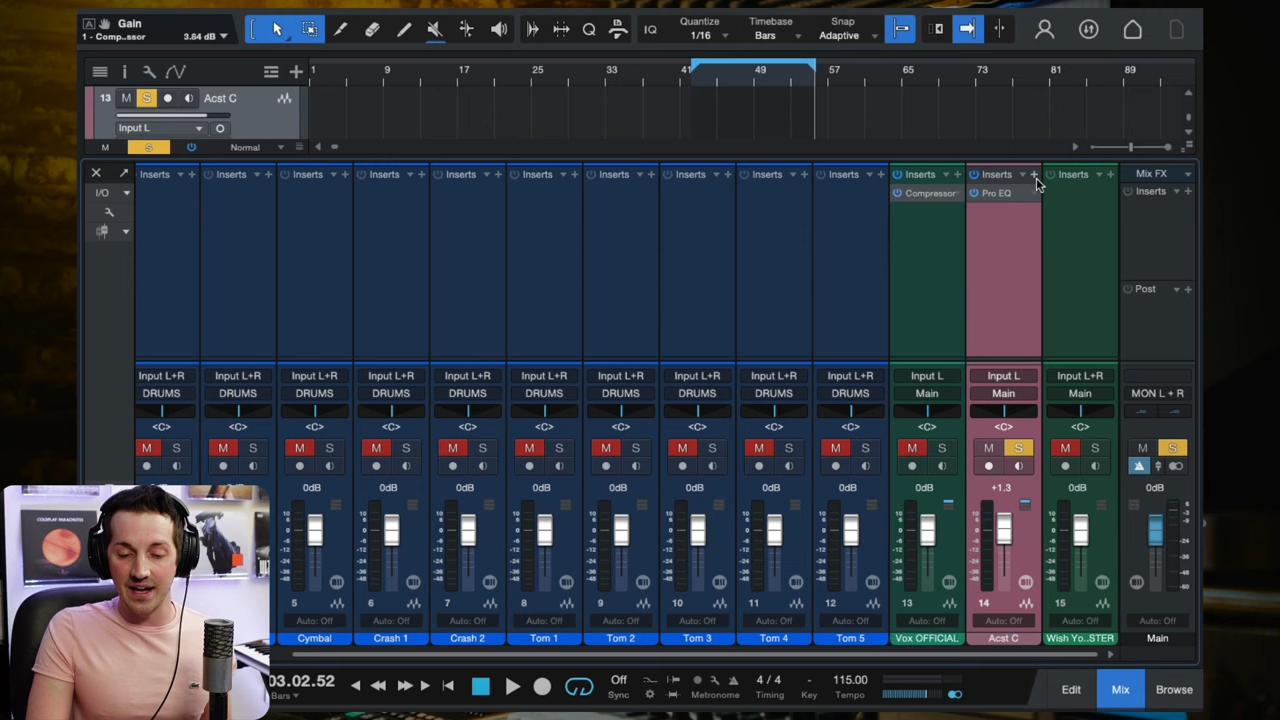 A Gain
1 - Comp...ssor 3.84 dB
IQ
Quantize
1/16
Timebase
Bars
Snap
Adaptive
1 9 17 25 33 41 49 57 65 73 81 89
13 M S Acst C
Input L
M S Normal
I/O
Inserts Inserts Inserts Inserts Inserts Inserts Inserts Inserts Inserts Inserts Inserts Inserts Inserts Mix FX
Compressor Pro EQ Inserts
Post
Input L+R Input L+R Input L+R Input L+R Input L+R Input L+R Input L+R Input L+R Input L+R Input L+R Input L Input L Input L+R
DRUMS DRUMS DRUMS DRUMS DRUMS DRUMS DRUMS DRUMS DRUMS DRUMS Main Main Main MON L + R
<C> <C> <C> <C> <C> <C> <C> <C> <C> <C> <C> <C> <C>
M S M S M S M S M S M S M S M S M S M S M S M S M S M S
0dB 0dB 0dB 0dB 0dB 0dB 0dB 0dB 0dB +1.3 0dB 0dB
5 6 7 8 9 10 11 12 13 14 15
Auto: Off Auto: Off Auto: Off Auto: Off Auto: Off Auto: Off Auto: Off Auto: Off Auto: Off Auto: Off Auto: Off Auto: Off
Cymbal Crash 1 Crash 2 Tom 1 Tom 2 Tom 3 Tom 4 Tom 5 Vox OFFICIAL Acst C Wish Yo..STER Main
COLDPLAY PARACHUTES
03.02.52
Bars
Off
Sync
Metronome
4 / 4
Timing
-
Key
115.00
Tempo
Edit Mix Browse